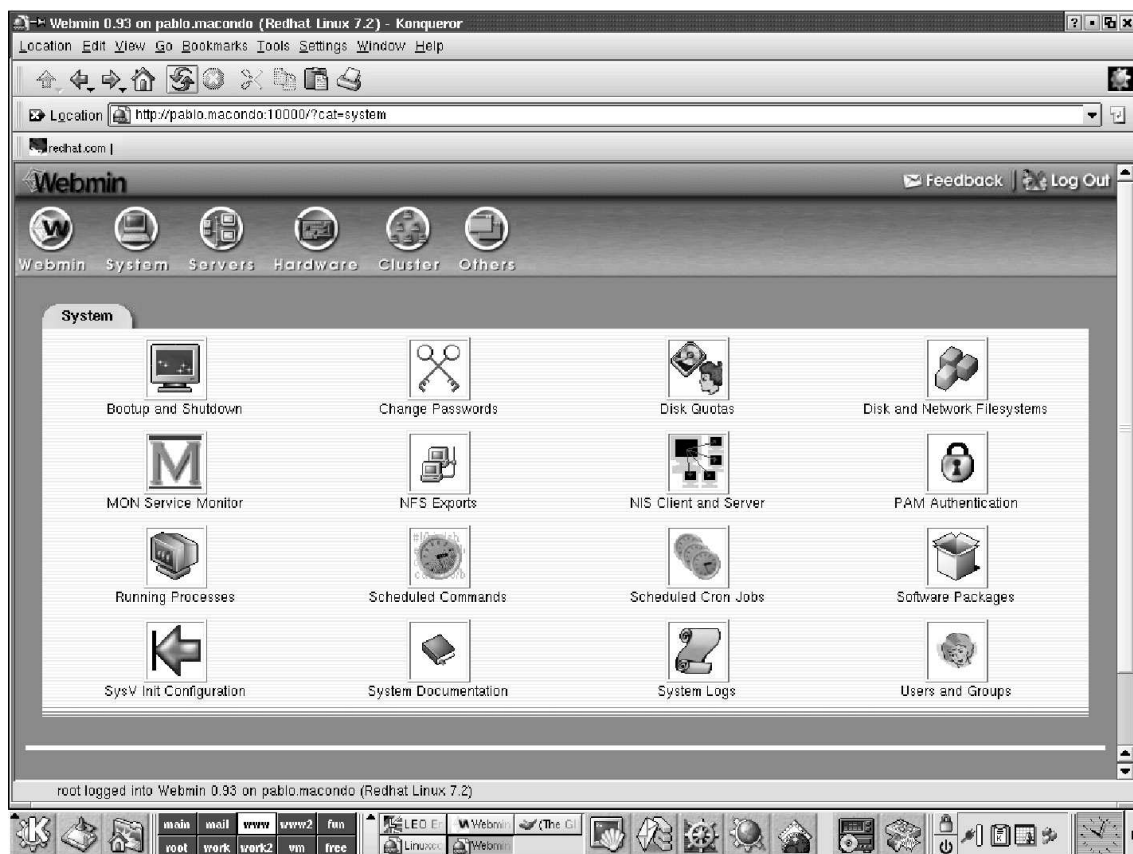 Webmin 0.93 on pablo.macondo (Redhat Linux 7.2) - Konqueror
Location Edit View Go Bookmarks Tools Settings Window Help
Location http://pablo.macondo:10000/?cat=system
redhat.com |
Webmin
Feedback | Log Out
Webmin System Servers Hardware Cluster Others
System
Bootup and Shutdown Change Passwords Disk Quotas Disk and Network Filesystems
MON Service Monitor NFS Exports NIS Client and Server PAM Authentication
Running Processes Scheduled Commands Scheduled Cron Jobs Software Packages
SysV Init Configuration System Documentation System Logs Users and Groups
root logged into Webmin 0.93 on pablo.macondo (Redhat Linux 7.2)
main mail www www2 fun LEO En Webmin (The GI
root work work2 vm free Linuxco Webmin